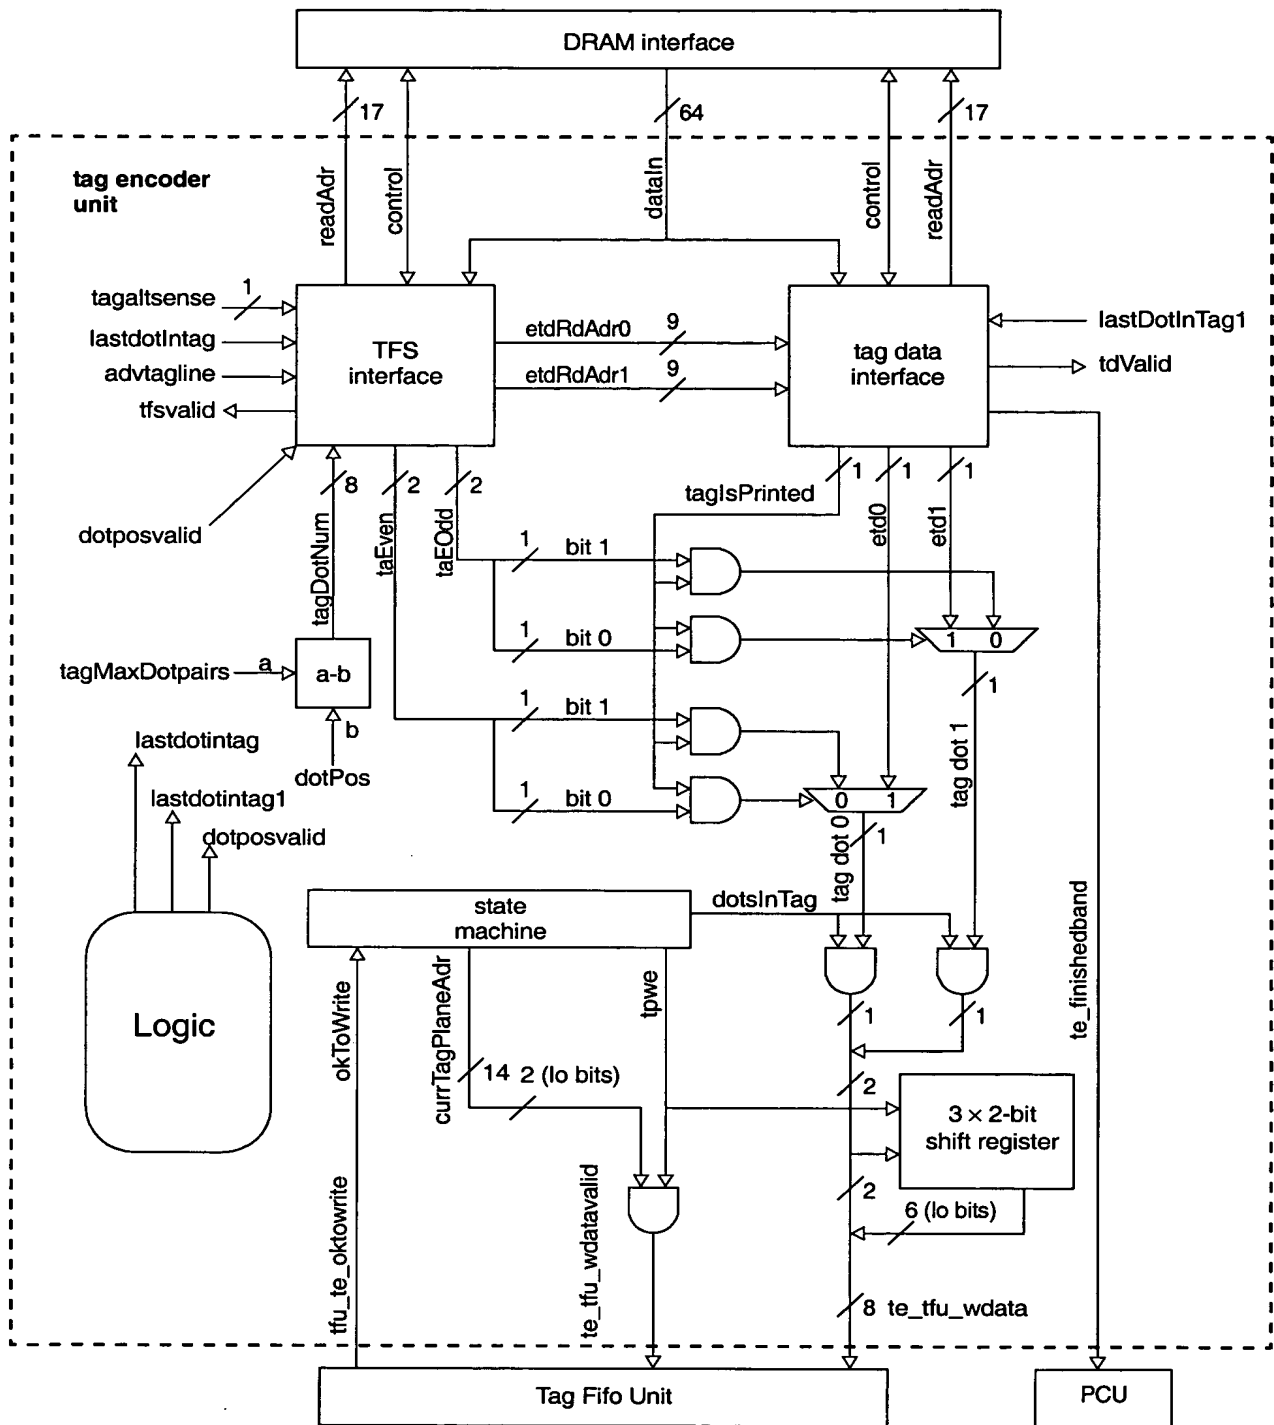 DRAM interface
17
64
17
tag encoder
unit
readAdr
control
dataIn
control
readAdr
tagaltsense
1
lastdotIntag
advtagline
tfsvalid
dotposvalid
TFS
interface
etdRdAdr0
9
etdRdAdr1
9
tag data
interface
lastDotInTag1
tdValid
8
2
2
1
1
1
tagIsPrinted
tagDotNum
taEven
taEOdd
etd0
etd1
1
bit 1
1
bit 0
1
0
tagMaxDotpairs
a
a-b
b
dotPos
1
1
bit 1
1
bit 0
0
1
tag dot 1
tag dot 0
1
lastdotintag
lastdotintag1
dotposvalid
Logic
state
machine
dotsInTag
okToWrite
currTagPlaneAdr
tpwe
1
1
te_finishedband
14
2 (lo bits)
2
3 × 2-bit
shift register
2
6 (lo bits)
tfu_te_oktowrite
te_tfu_wdatavalid
8
te_tfu_wdata
Tag Fifo Unit
PCU